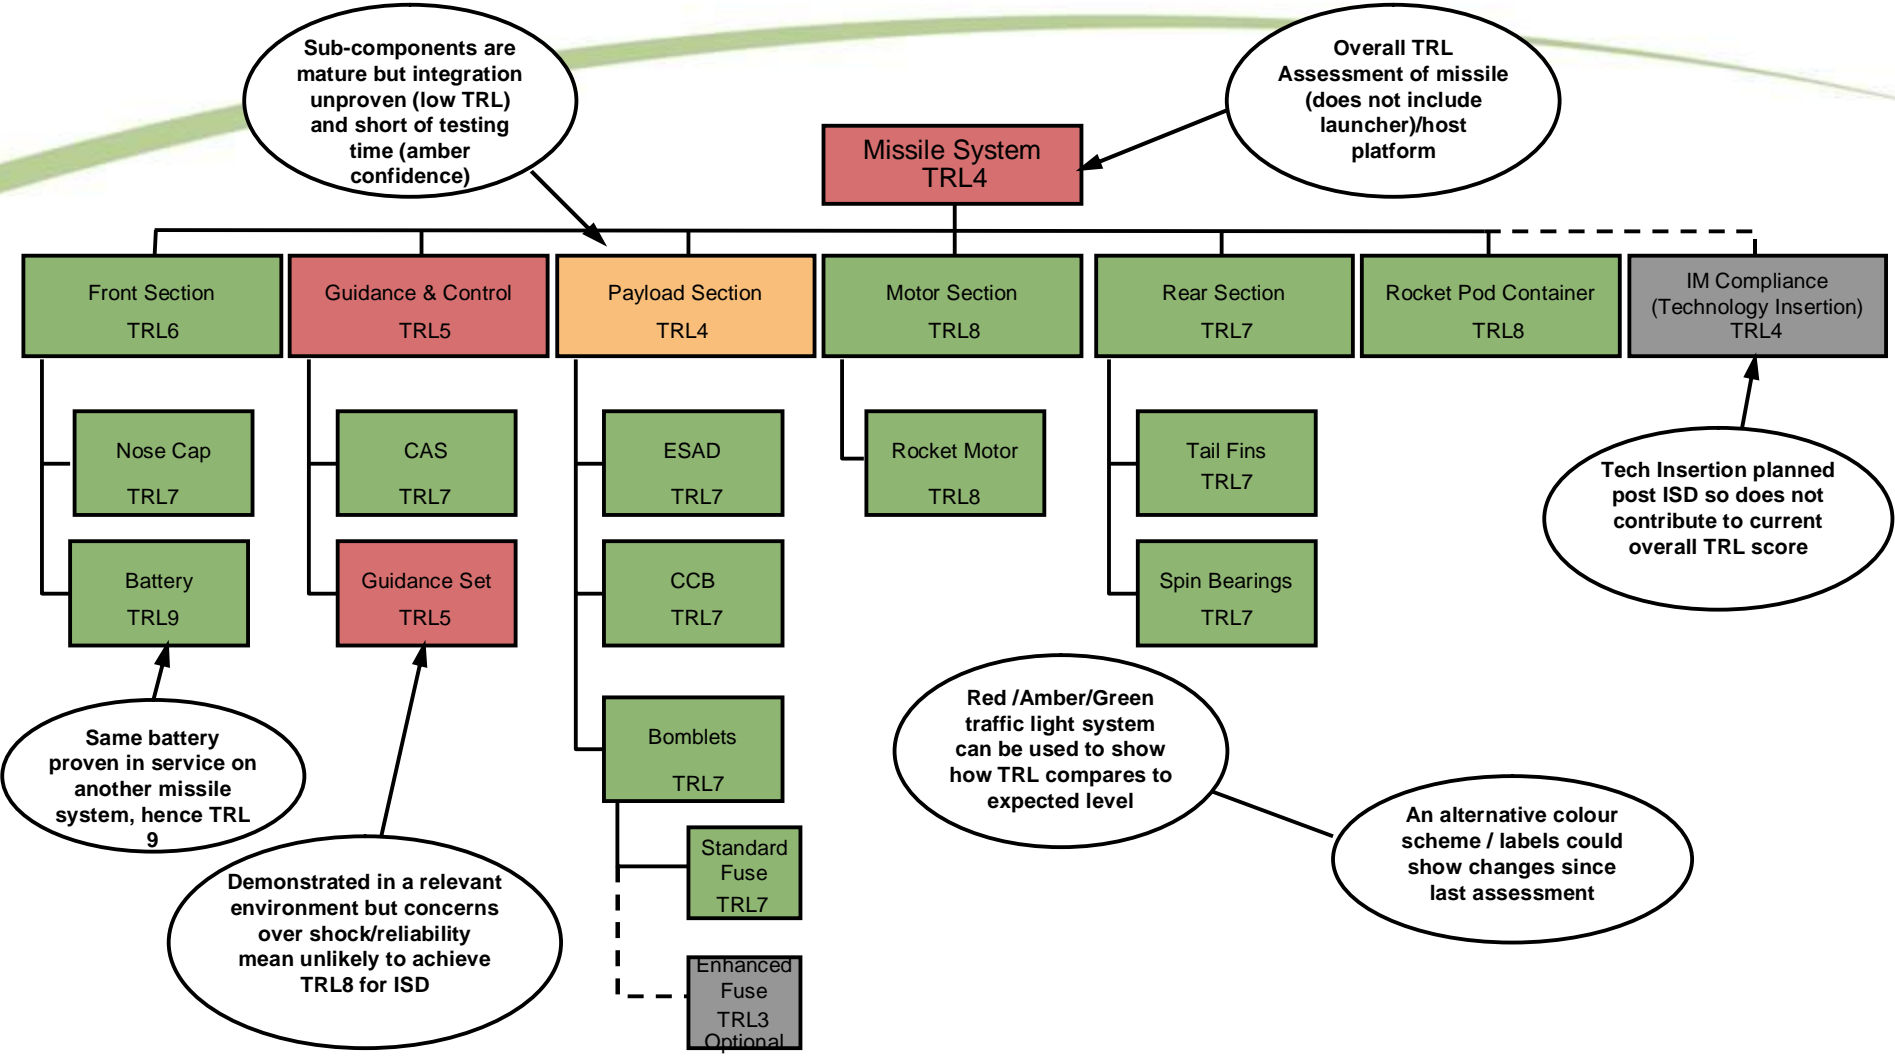 Sub-components are
mature but integration
unproven (low TRL)
and short of testing
time (amber
confidence)
Overall TRL
Assessment of missile
(does not include
launcher)/host
platform
Missile System
TRL4
Front Section
TRL6
Guidance & Control
TRL5
Payload Section
TRL4
Motor Section
TRL8
Rear Section
TRL7
Rocket Pod Container
TRL8
IM Compliance
(Technology Insertion)
TRL4
Nose Cap
TRL7
CAS
TRL7
ESAD
TRL7
Rocket Motor
TRL8
Tail Fins
TRL7
Tech Insertion planned
post ISD so does not
contribute to current
overall TRL score
Battery
TRL9
Guidance Set
TRL5
CCB
TRL7
Spin Bearings
TRL7
Same battery
proven in service on
another missile
system, hence TRL
9
Bomblets
TRL7
Red /Amber/Green
traffic light system
can be used to show
how TRL compares to
expected level
An alternative colour
scheme / labels could
show changes since
last assessment
Demonstrated in a relevant
environment but concerns
over shock/reliability
mean unlikely to achieve
TRL8 for ISD
Standard
Fuse
TRL7
Enhanced
Fuse
TRL3
Optional